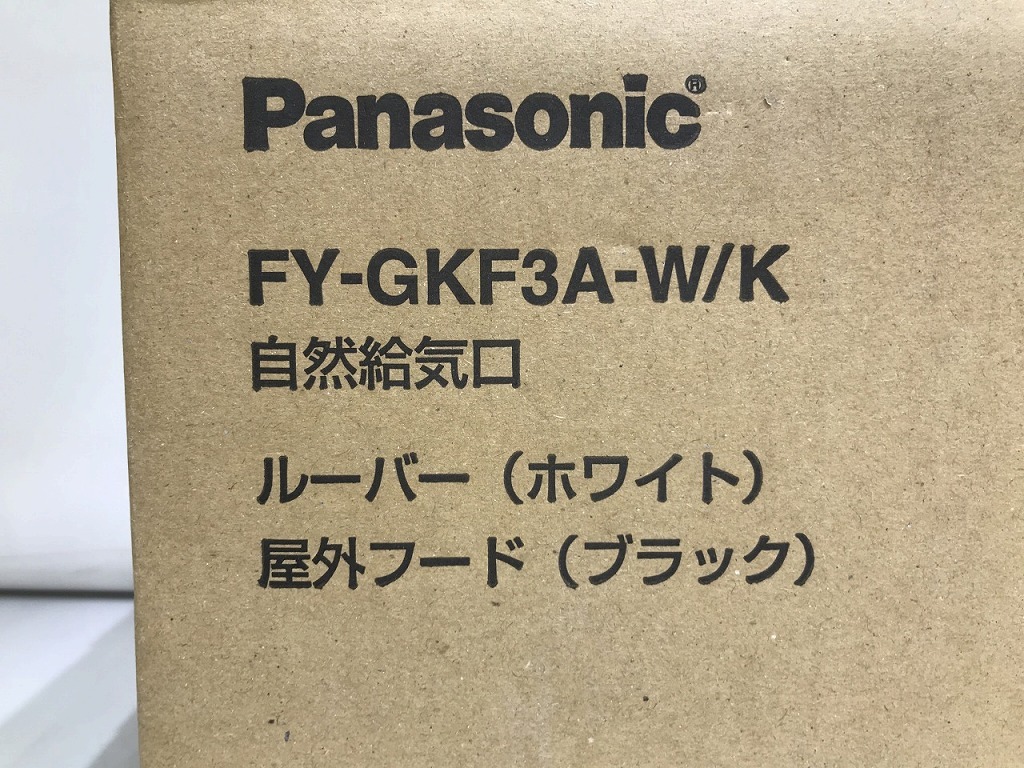 Panasonic®
FY-GKF3A-W/K
自然給気口
ルーバー（ホワイト）
屋外フード（ブラック）